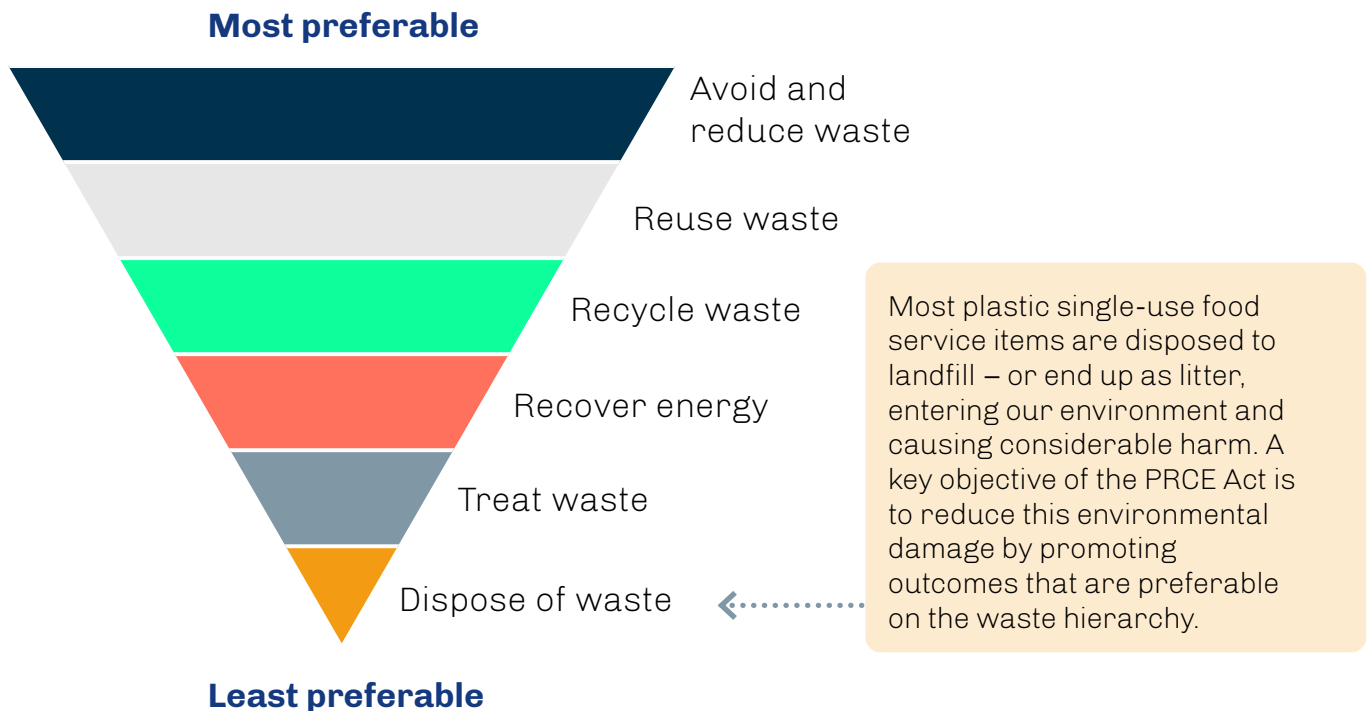 Most preferable
Avoid and
reduce waste
Reuse waste
Recycle waste
Recover energy
Treat waste
Dispose of waste
Most plastic single-use food
service items are disposed to
landfill – or end up as litter,
entering our environment and
causing considerable harm. A
key objective of the PRCE Act is
to reduce this environmental
damage by promoting
outcomes that are preferable
on the waste hierarchy.
Least preferable